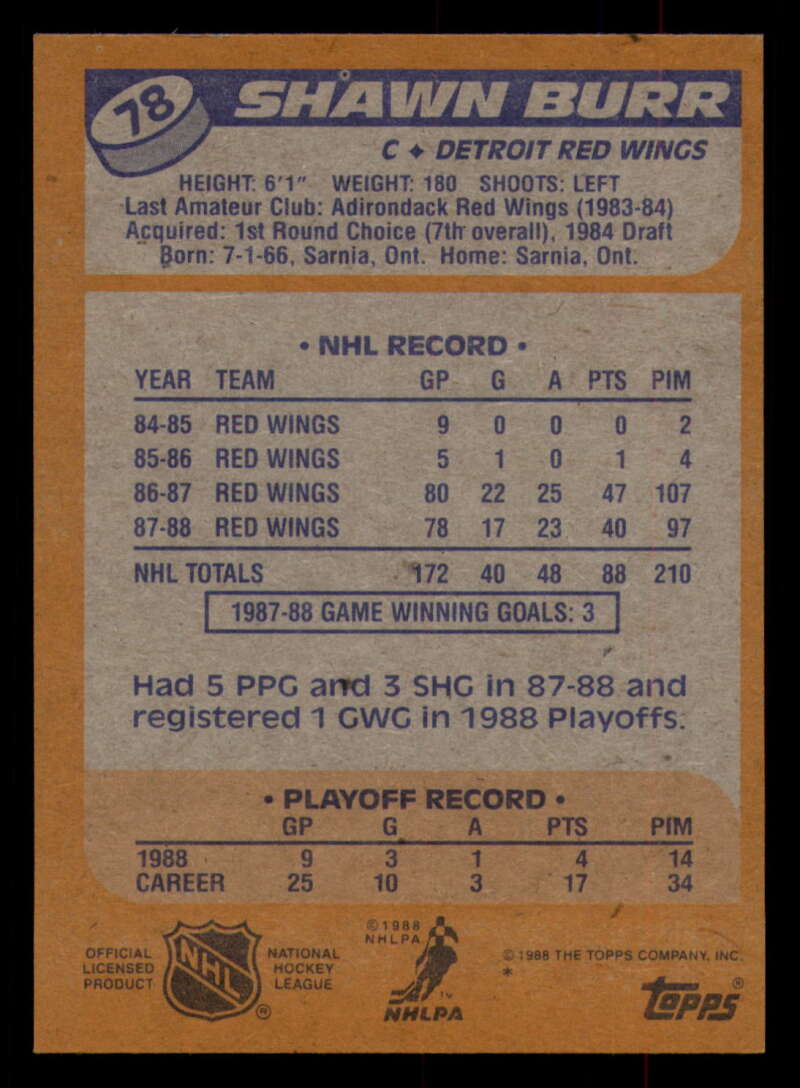 78
SHAWN BURR
C ♦ DETROIT RED WINGS
HEIGHT: 6'1" WEIGHT: 180 SHOOTS: LEFT
Last Amateur Club: Adirondack Red Wings (1983-84)
Acquired: 1st Round Choice (7th overall), 1984 Draft
Born: 7-1-66, Sarnia, Ont. Home: Sarnia, Ont.
• NHL RECORD •
YEAR TEAM GP G A PTS PIM
84-85 RED WINGS 9 0 0 0 2
85-86 RED WINGS 5 1 0 1 4
86-87 RED WINGS 80 22 25 47 107
87-88 RED WINGS 78 17 23 40 97
NHL TOTALS 172 40 48 88 210
1987-88 GAME WINNING GOALS: 3
Had 5 PPG and 3 SHG in 87-88 and
registered 1 GWG in 1988 Playoffs.
• PLAYOFF RECORD •
GP G A PTS PIM
1988 9 3 1 4 14
CAREER 25 10 3 17 34
OFFICIAL
LICENSED
PRODUCT
NHL
®
NATIONAL
HOCKEY
LEAGUE
©1988
NHLPA
TM
NHLPA
©1988 THE TOPPS COMPANY, INC.
*
topps®